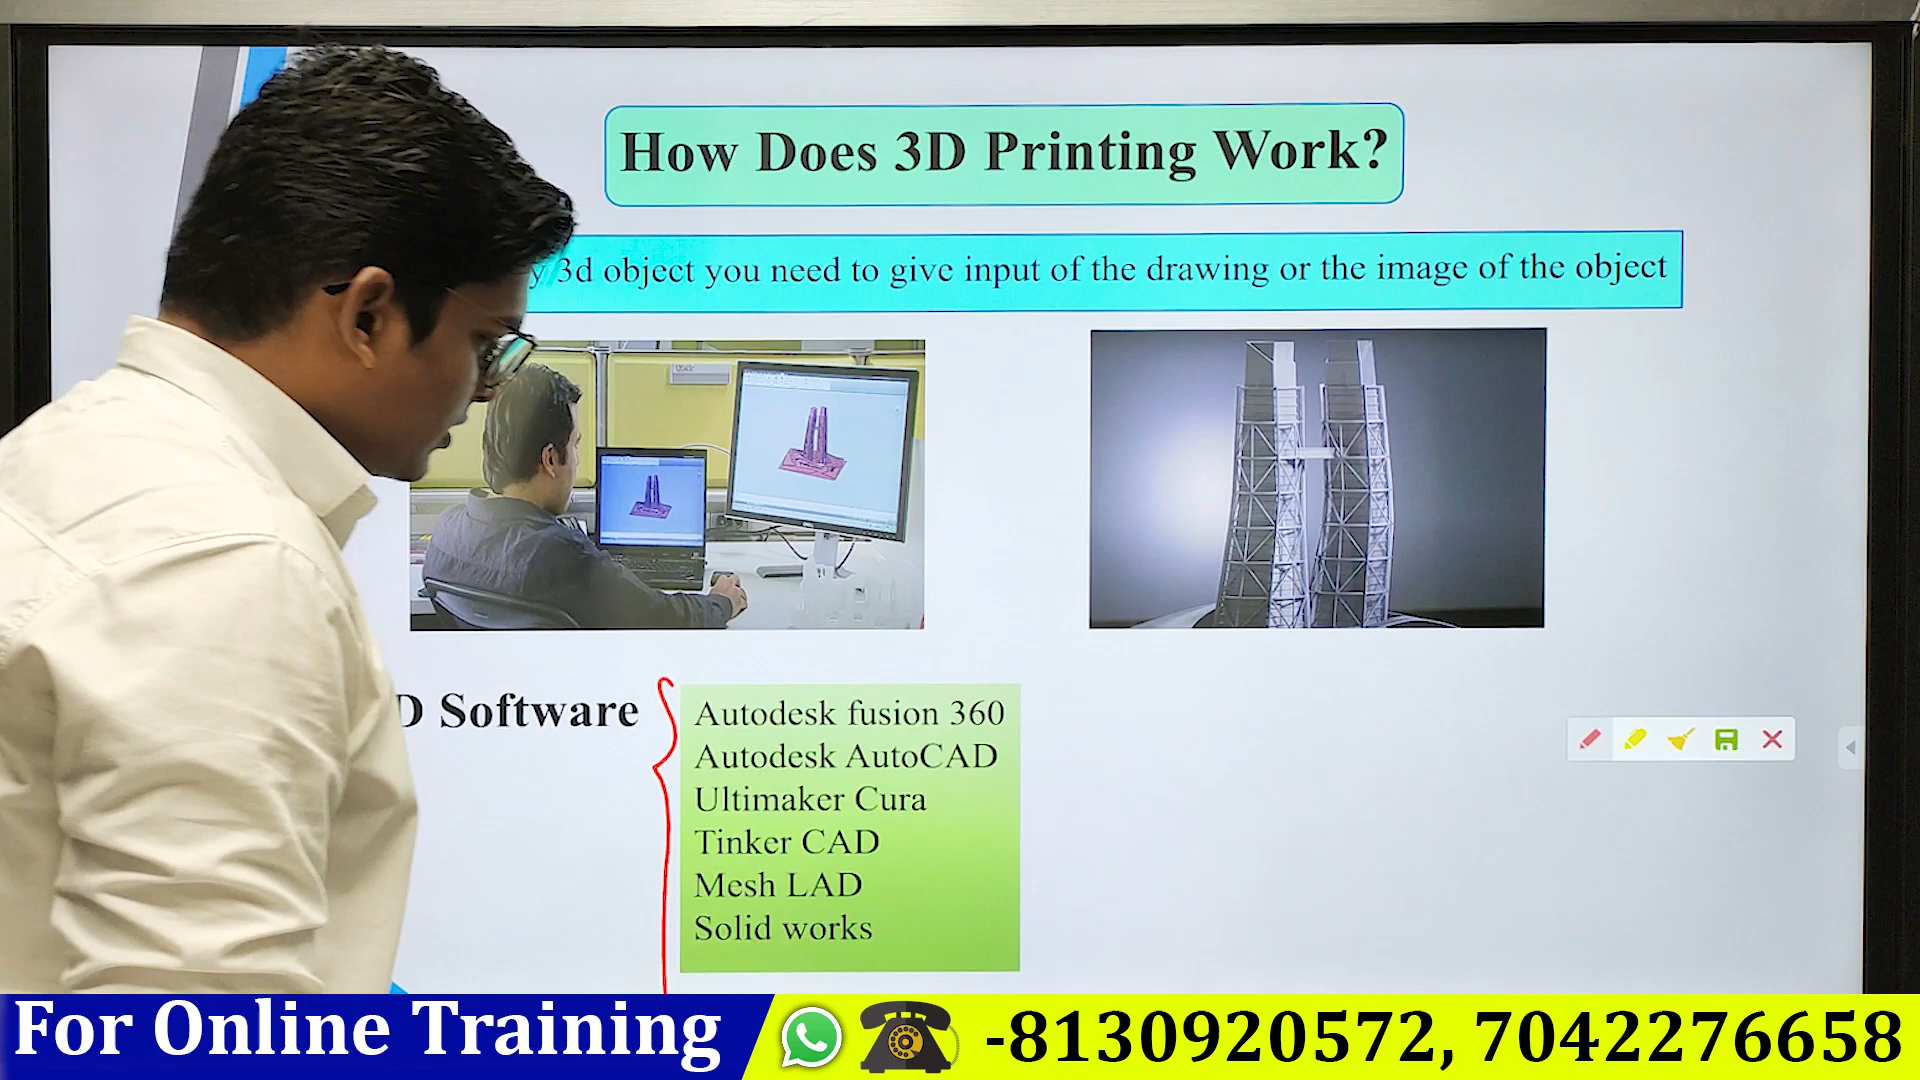 How Does 3D Printing Work?
y 3d object you need to give input of the drawing or the image of the object
D Software
Autodesk fusion 360
Autodesk AutoCAD
Ultimaker Cura
Tinker CAD
Mesh LAD
Solid works
For Online Training
-8130920572, 7042276658